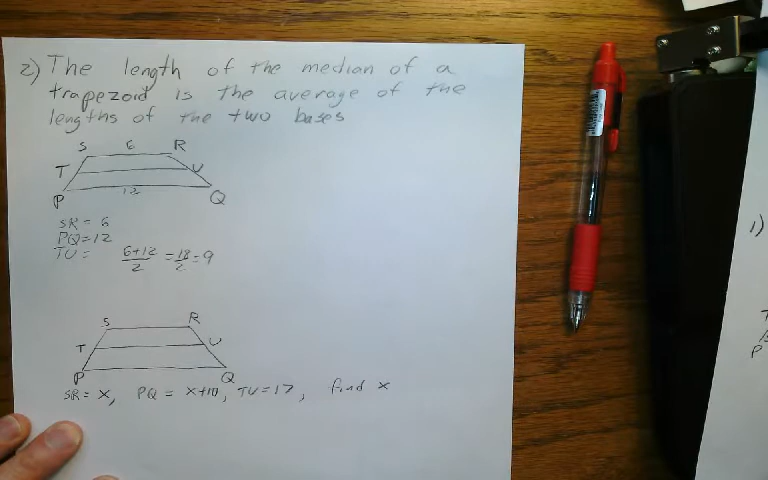 2) The length of the median of a
trapezoid is the average of the
lengths of the two bases
S 6 R
T U
12
P Q
SR = 6
PQ = 12
TU = 6+12/2 = 18/2 = 9
S R
T U
P Q
SR = x, PQ = x+10, TU = 17, find x
1)
T
P